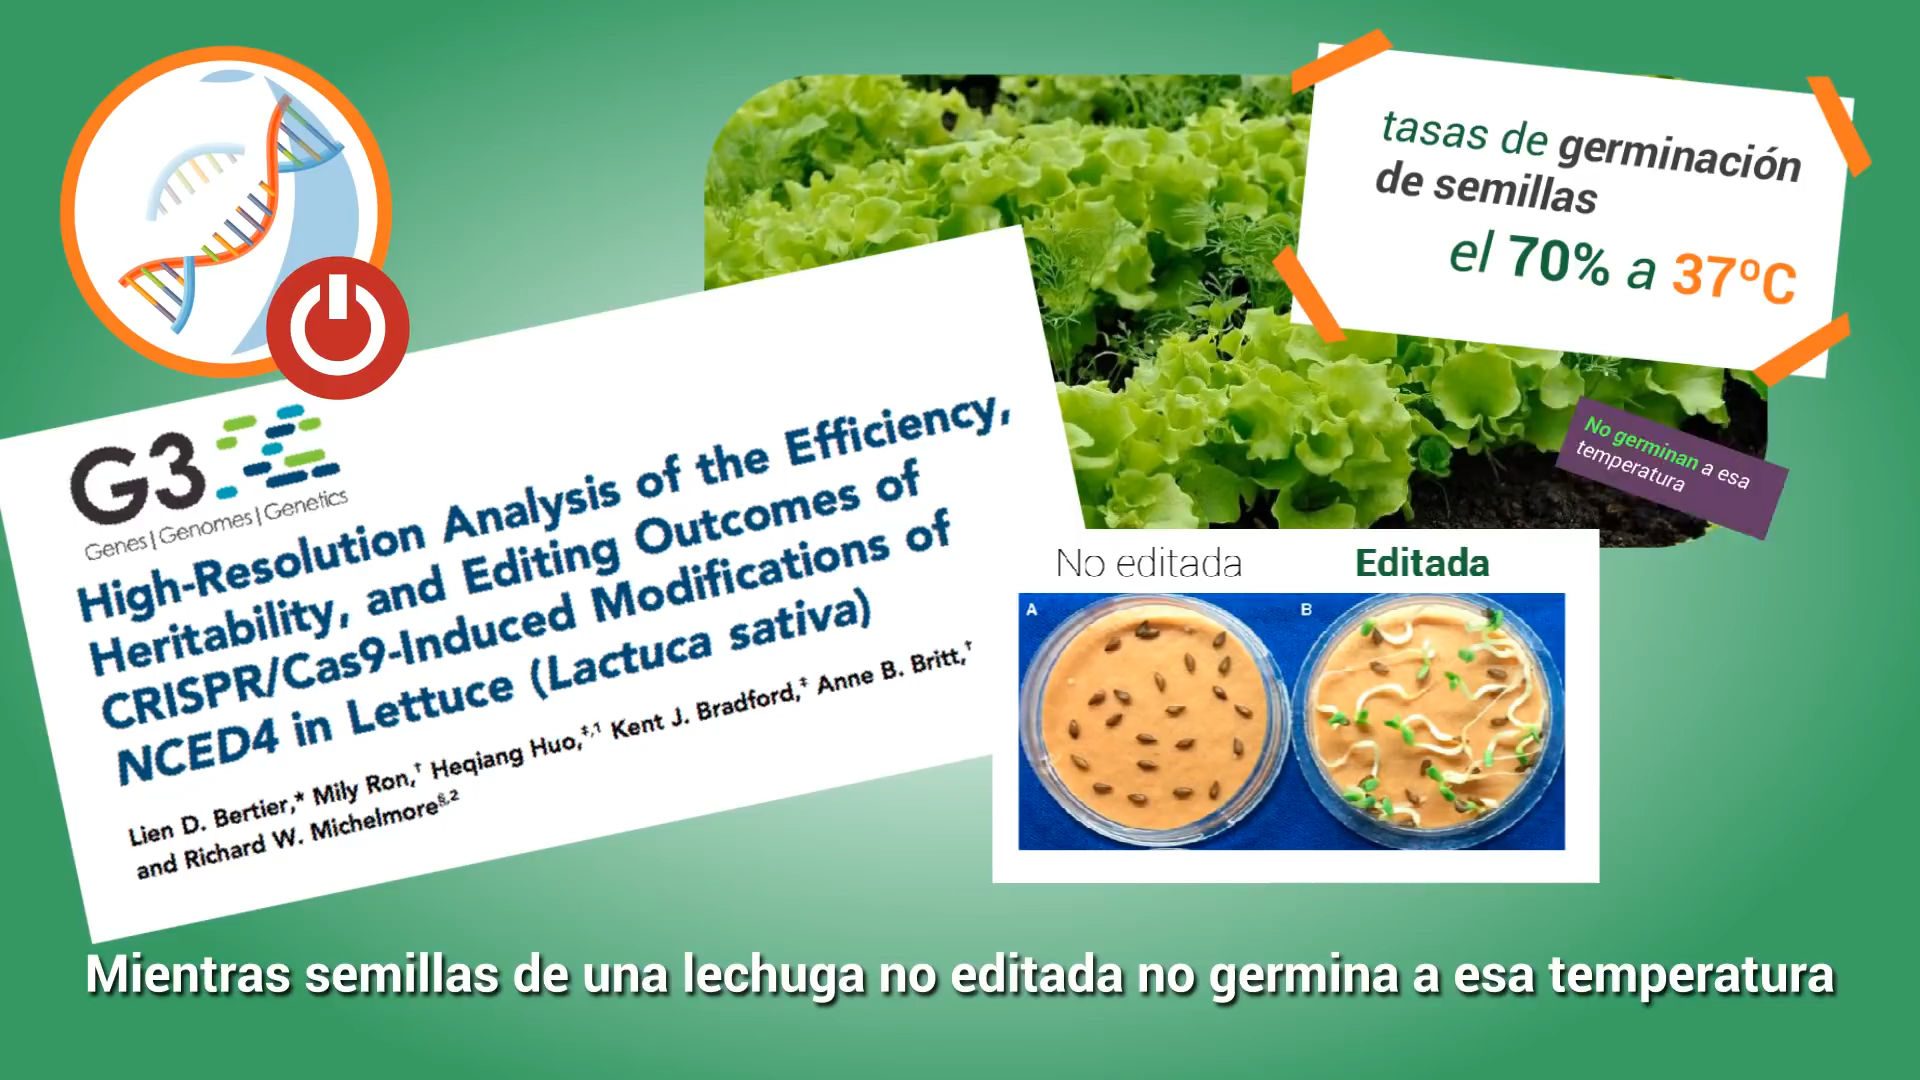 tasas de germinación
de semillas
el 70% a 37ºC
No germinan a esa
temperatura
G3
Genes|Genomes|Genetics
High-Resolution Analysis of the Efficiency,
Heritability, and Editing Outcomes of
CRISPR/Cas9-Induced Modifications of
NCED4 in Lettuce (Lactuca sativa)
Lien D. Bertier,* Mily Ron,† Heqiang Huo,‡,1 Kent J. Bradford,‡ Anne B. Britt,†
and Richard W. Michelmore§,2
No editada Editada
A B
Mientras semillas de una lechuga no editada no germina a esa temperatura